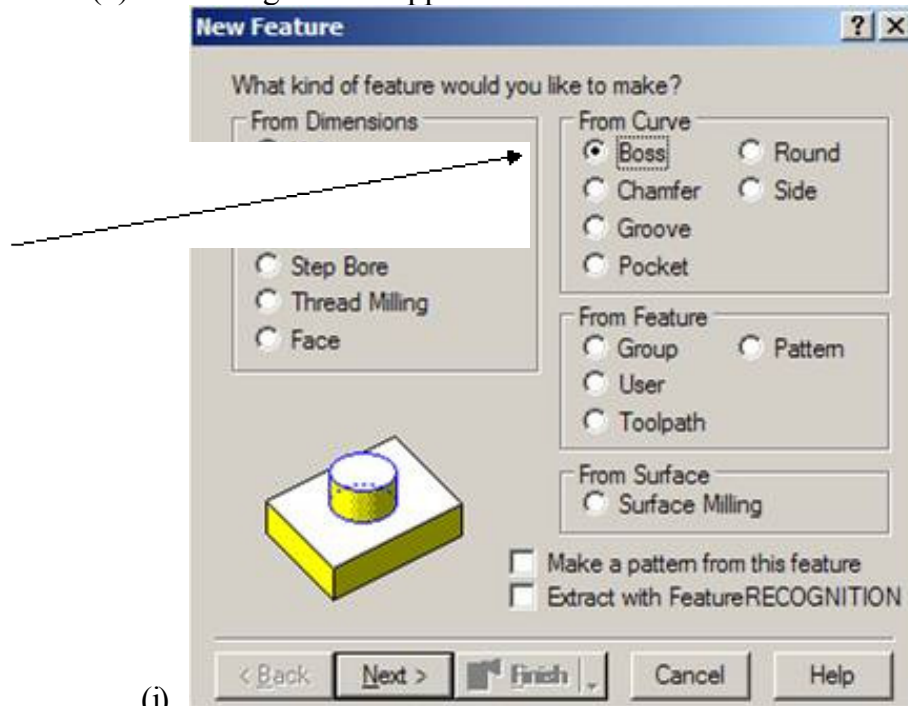 New Feature
What kind of feature would you like to make?
From Dimensions
Step Bore
Thread Milling
Face
From Curve
Boss Round
Chamfer Side
Groove
Pocket
From Feature
Group Pattern
User
Toolpath
From Surface
Surface Milling
Make a pattern from this feature
Extract with FeatureRECOGNITION
< Back Next > Finish Cancel Help
(i)